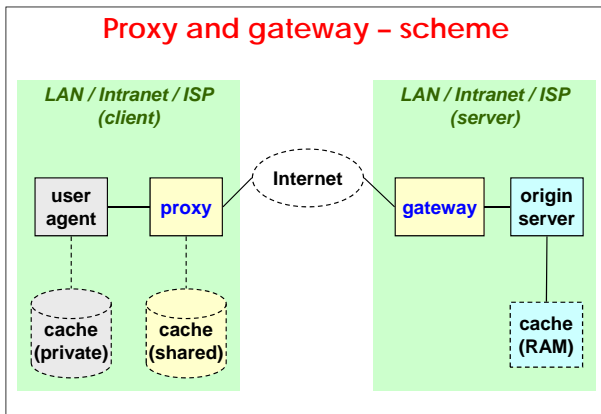 Proxy and gateway – scheme
LAN / Intranet / ISP
(client)
LAN / Intranet / ISP
(server)
Internet
user
agent
proxy
gateway
origin
server
cache
(private)
cache
(shared)
cache
(RAM)